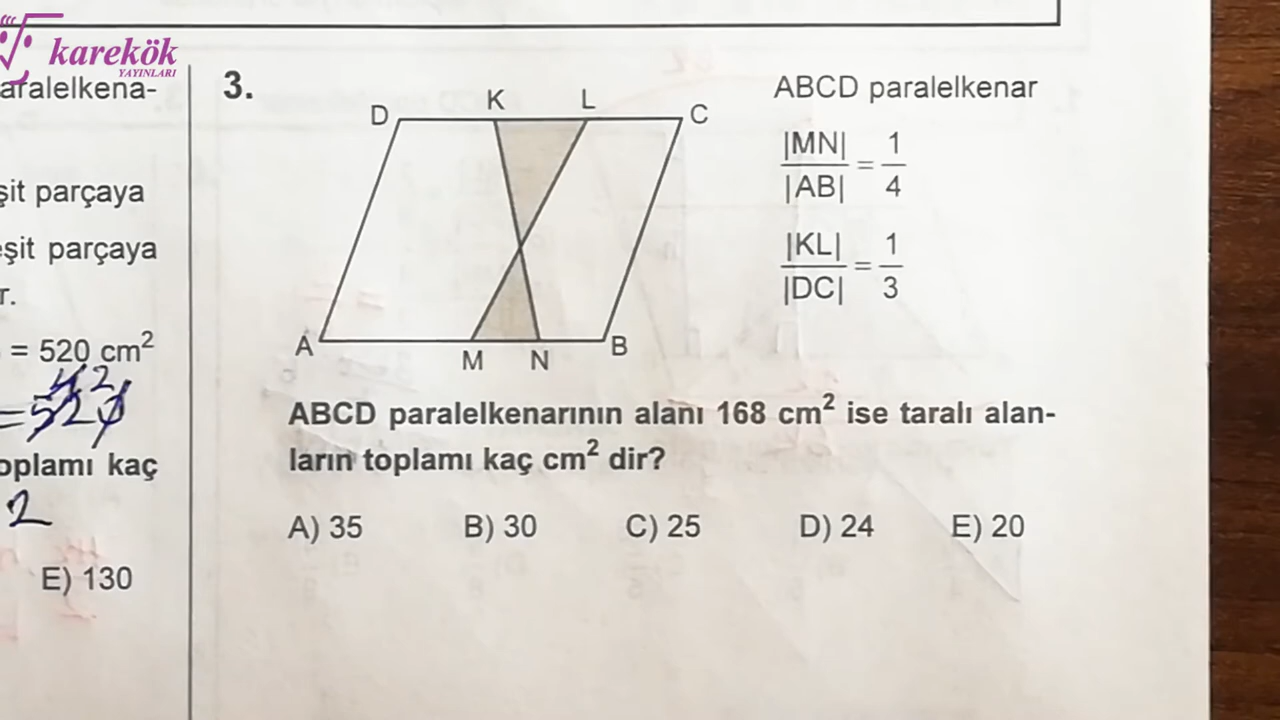 karekök
YAYINLARI
aralelkena-
şit parçaya
eşit parçaya
r.
= 520 cm²
42
=520
oplamı kaç
2
E) 130
3.
D K L C
A M N B
ABCD paralelkenar
|MN| / |AB| = 1 / 4
|KL| / |DC| = 1 / 3
ABCD paralelkenarının alanı 168 cm² ise taralı alan-
ların toplamı kaç cm² dir?
A) 35 B) 30 C) 25 D) 24 E) 20